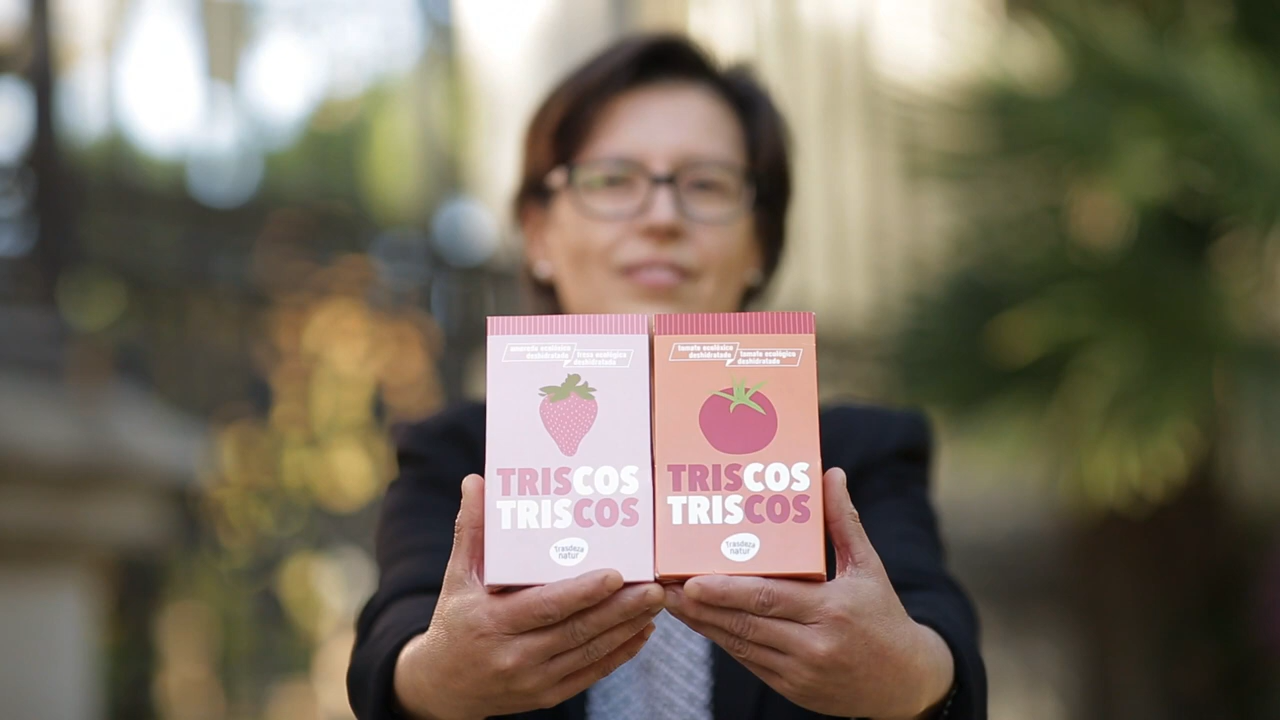 amorodo ecolóxico
deshidratado
fresa ecológica
deshidratada
TRISCOS
TRISCOS
trasdeza
natur
tomate ecolóxico
deshidratado
tomate ecológico
deshidratado
TRISCOS
TRISCOS
trasdeza
natur